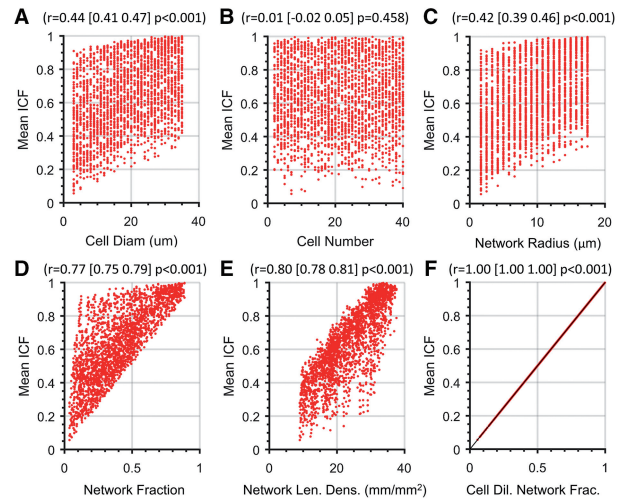 A (r=0.44 [0.41 0.47] p<0.001)
Mean ICF
1
0.8
0.6
0.4
0.2
0
0 20 40
Cell Diam (um)
B (r=0.01 [-0.02 0.05] p=0.458)
Mean ICF
1
0.8
0.6
0.4
0.2
0
0 10 20 30 40
Cell Number
C (r=0.42 [0.39 0.46] p<0.001)
Mean ICF
1
0.8
0.6
0.4
0.2
0
0 10 20
Network Radius (μm)
D (r=0.77 [0.75 0.79] p<0.001)
Mean ICF
1
0.8
0.6
0.4
0.2
0
0 0.5 1
Network Fraction
E (r=0.80 [0.78 0.81] p<0.001)
Mean ICF
1
0.8
0.6
0.4
0.2
0
0 20 40
Network Len. Dens. (mm/mm²)
F (r=1.00 [1.00 1.00] p<0.001)
Mean ICF
1
0.8
0.6
0.4
0.2
0
0 0.5 1
Cell Dil. Network Frac.